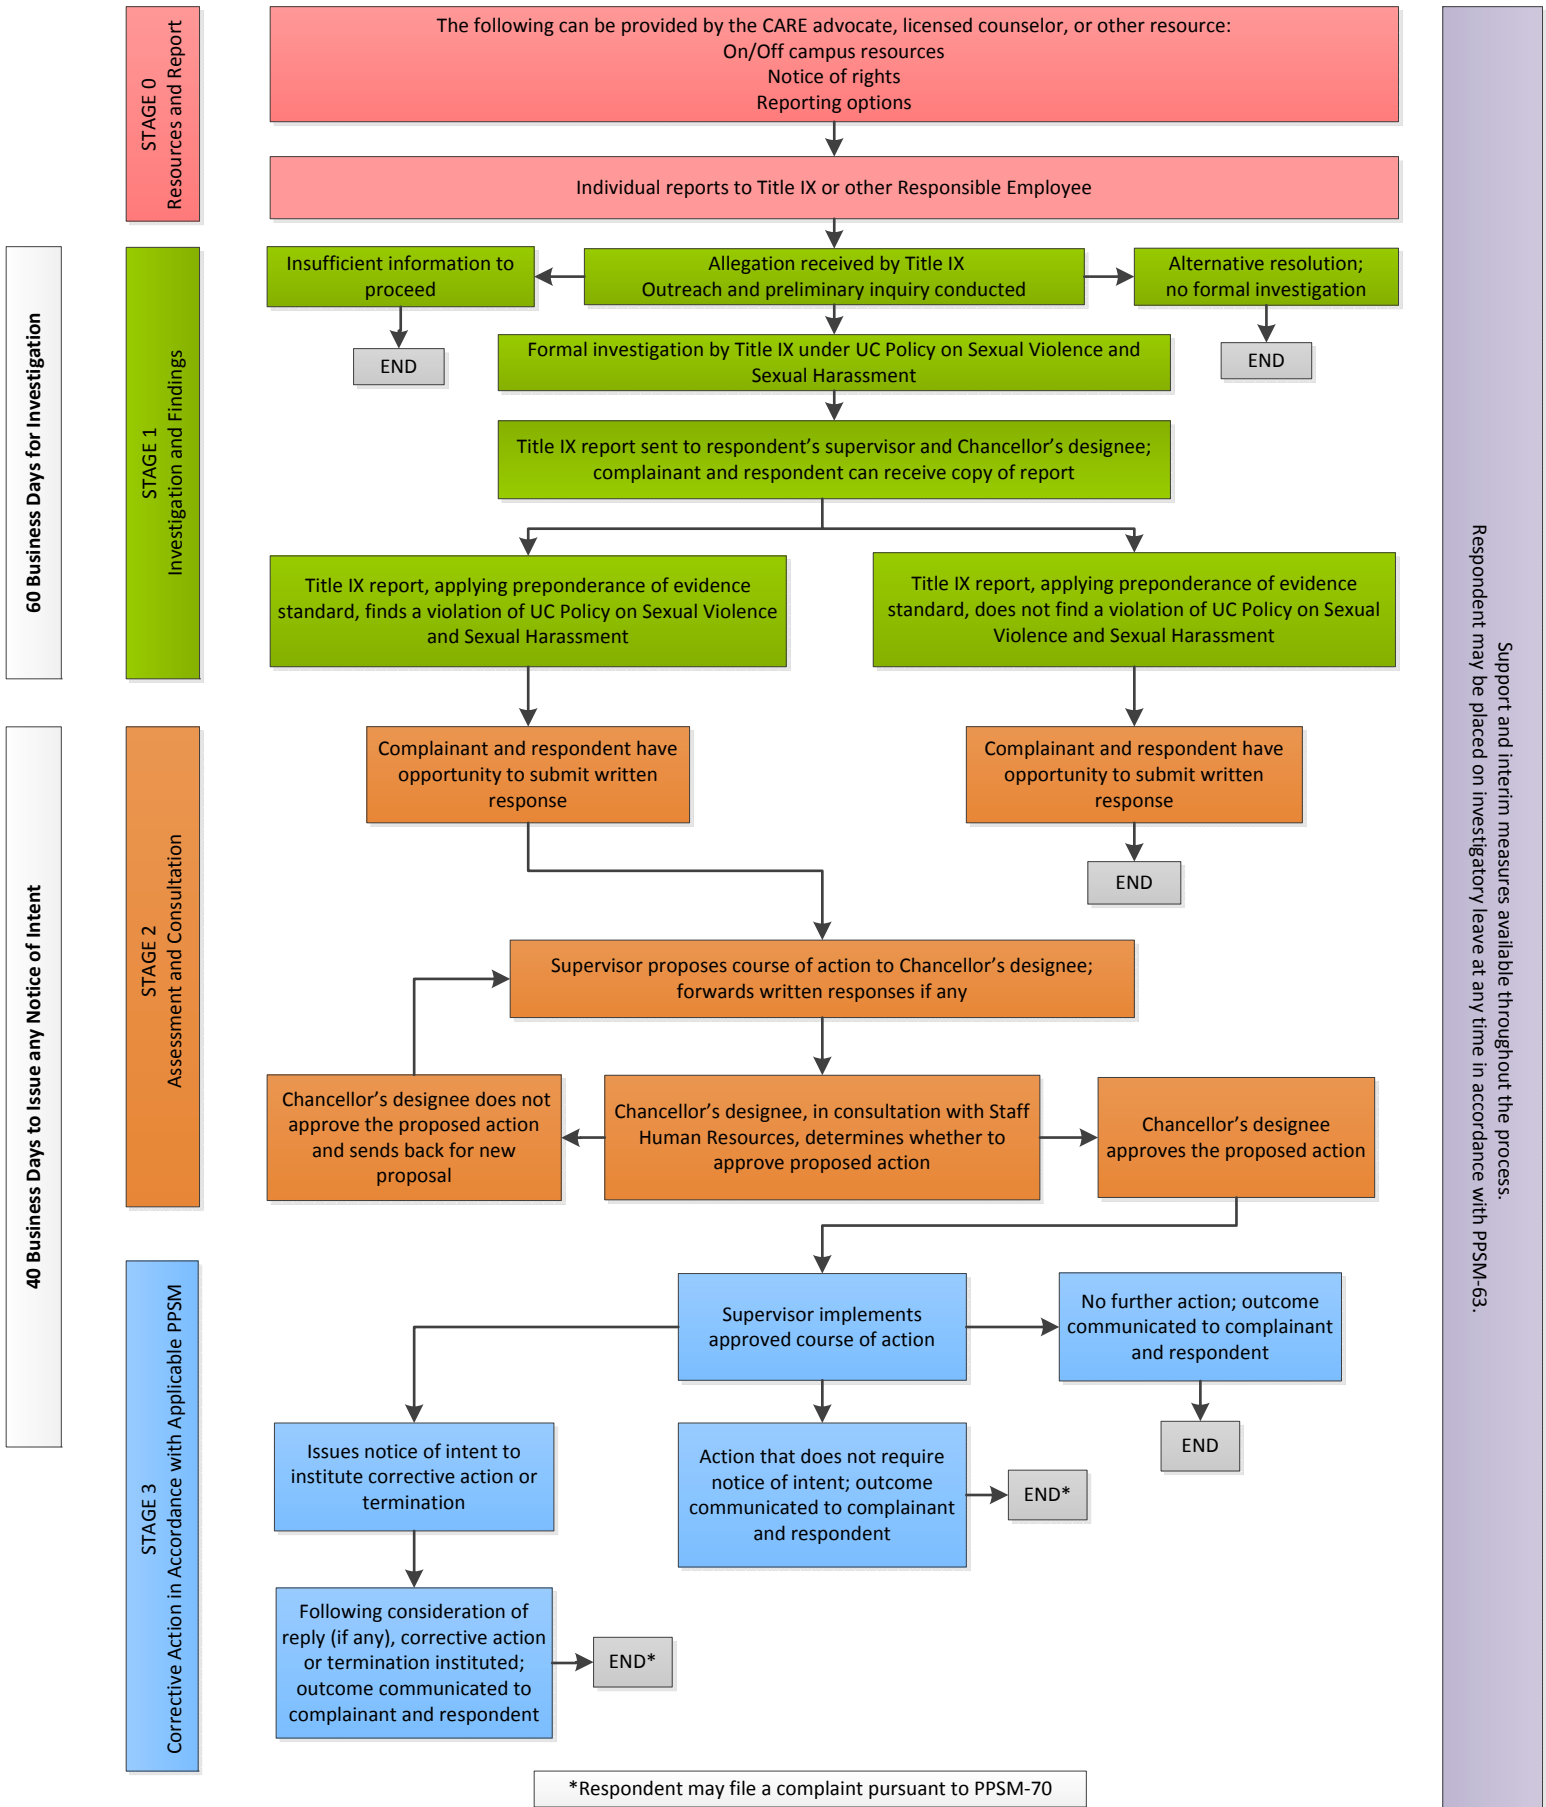 STAGE 0
Resources and Report
The following can be provided by the CARE advocate, licensed counselor, or other resource:
On/Off campus resources
Notice of rights
Reporting options
Individual reports to Title IX or other Responsible Employee
60 Business Days for Investigation
STAGE 1
Investigation and Findings
Insufficient information to
proceed
Allegation received by Title IX
Outreach and preliminary inquiry conducted
Alternative resolution;
no formal investigation
END
Formal investigation by Title IX under UC Policy on Sexual Violence and
Sexual Harassment
END
Title IX report sent to respondent’s supervisor and Chancellor’s designee;
complainant and respondent can receive copy of report
Title IX report, applying preponderance of evidence
standard, finds a violation of UC Policy on Sexual Violence
and Sexual Harassment
Title IX report, applying preponderance of evidence
standard, does not find a violation of UC Policy on Sexual
Violence and Sexual Harassment
40 Business Days to Issue any Notice of Intent
STAGE 2
Assessment and Consultation
Complainant and respondent have
opportunity to submit written
response
Complainant and respondent have
opportunity to submit written
response
END
Supervisor proposes course of action to Chancellor’s designee;
forwards written responses if any
Chancellor’s designee does not
approve the proposed action
and sends back for new
proposal
Chancellor’s designee, in consultation with Staff
Human Resources, determines whether to
approve proposed action
Chancellor’s designee
approves the proposed action
STAGE 3
Corrective Action in Accordance with Applicable PPSM
Supervisor implements
approved course of action
No further action; outcome
communicated to complainant
and respondent
END
Issues notice of intent to
institute corrective action or
termination
Action that does not require
notice of intent; outcome
communicated to complainant
and respondent
END*
Following consideration of
reply (if any), corrective action
or termination instituted;
outcome communicated to
complainant and respondent
END*
*Respondent may file a complaint pursuant to PPSM-70
Support and interim measures available throughout the process.
Respondent may be placed on investigatory leave at any time in accordance with PPSM-63.